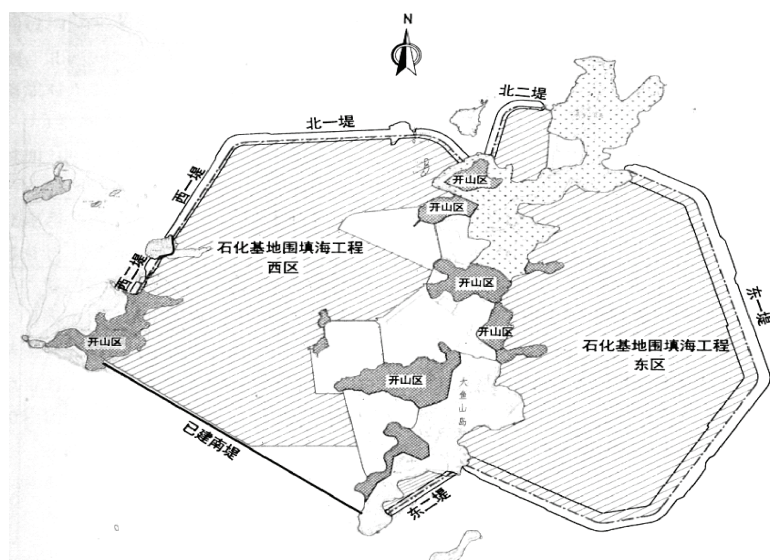 N
北二堤
北一堤
西一堤
开山区
开山区
石化基地围填海工程
西区
西二堤
开山区
东一堤
开山区
开山区
石化基地围填海工程
东区
开山区
大鱼山岛
已建南堤
东二堤